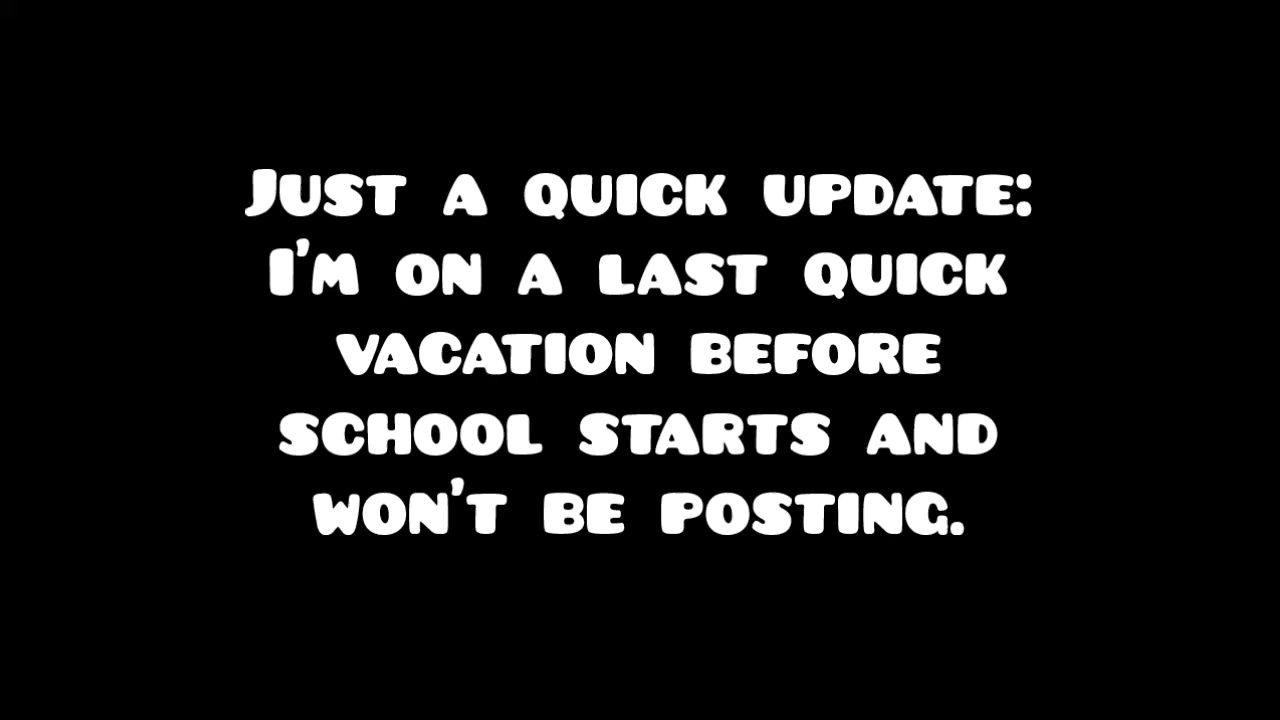 Just a quick update:
I'm on a last quick
vacation before
school starts and
won't be posting.